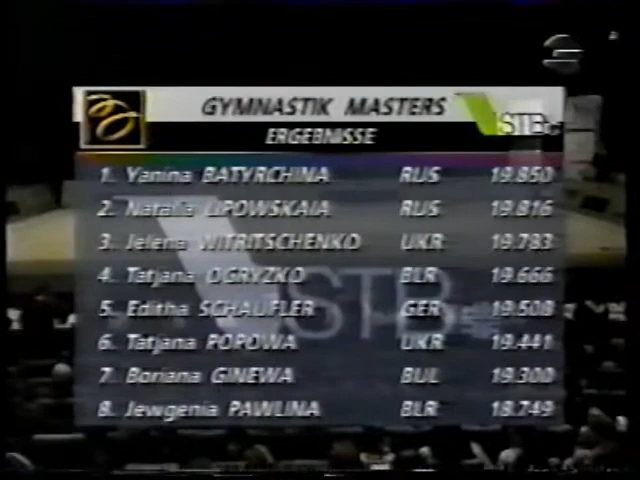 GYMNASTIK MASTERS
STB
ERGEBNISSE
1. Yanina BATYRCHINA RUS 19.850
2. Natalia LIPOWSKAIA RUS 19.816
3. Jelena WITRITSCHENKO UKR 19.783
4. Tatjana OGRYZKO BLR 19.666
5. Editha SCHAUFLER GER 19.508
6. Tatjana POPOWA UKR 19.441
7. Boriana GINEWA BUL 19.300
8. Jewgenia PAWLINA BLR 18.749
STB